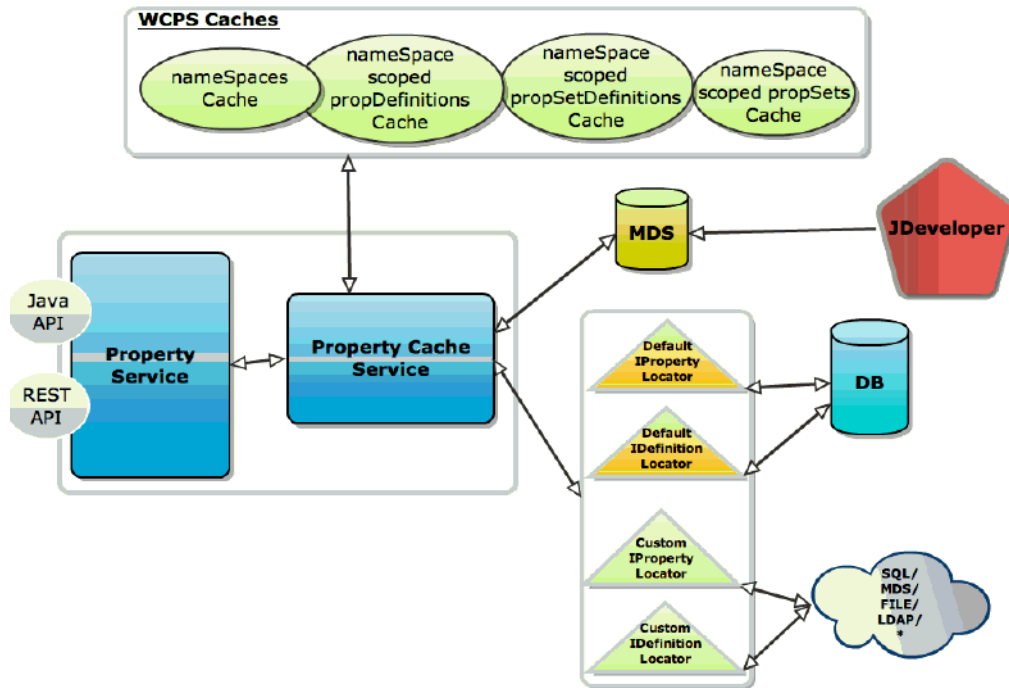 WCPS Caches
nameSpaces
Cache
nameSpace
scoped
propDefinitions
Cache
nameSpace
scoped
propSetDefinitions
Cache
nameSpace
scoped propSets
Cache
MDS
JDeveloper
Java
API
REST
API
Property
Service
Property Cache
Service
Default
IProperty
Locator
Default
IDefinition
Locator
Custom
IProperty
Locator
Custom
IDefinition
Locator
DB
SQL/
MDS/
FILE/
LDAP/
*